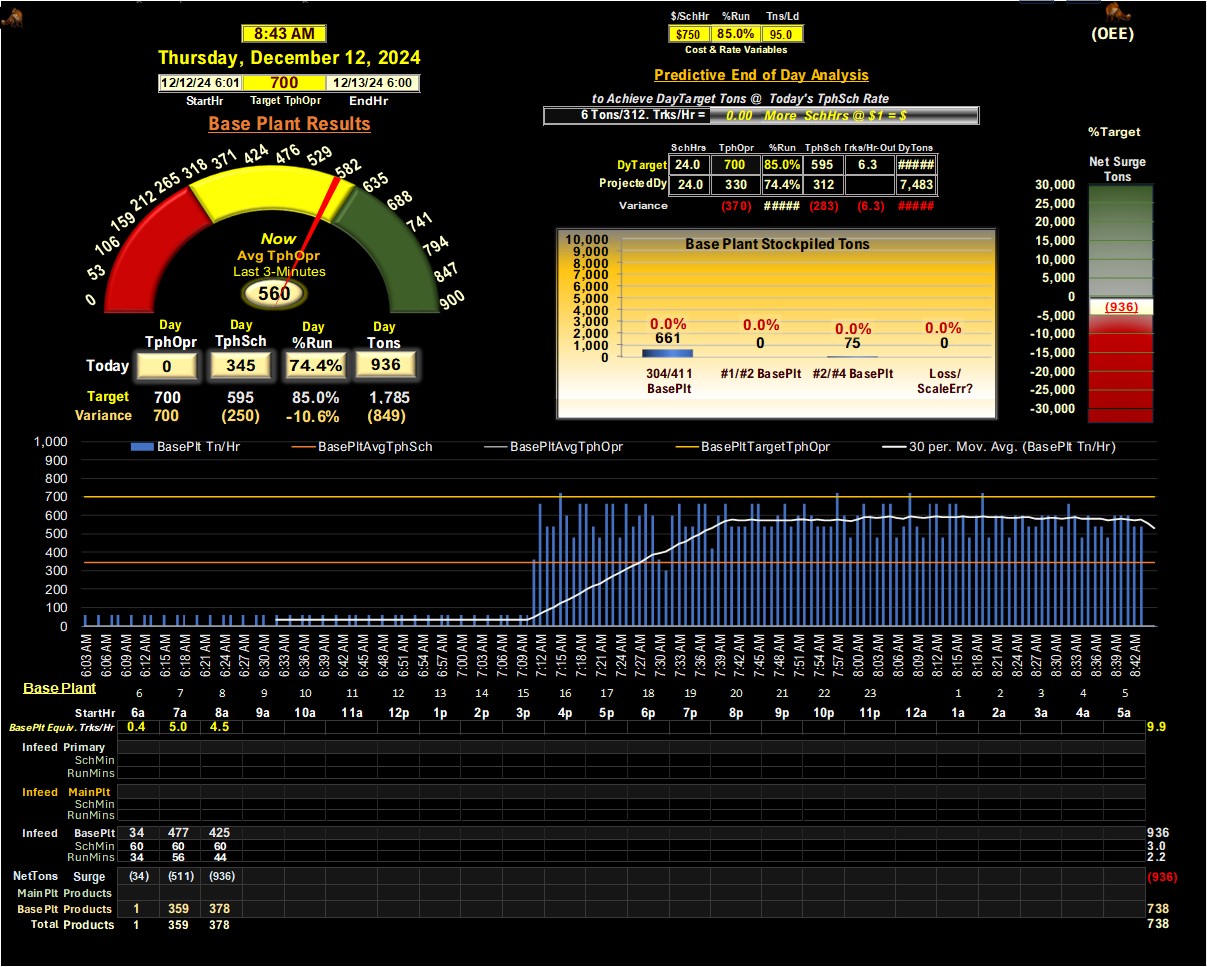 8:43 AM
Thursday, December 12, 2024
12/12/24 6:01 700 12/13/24 6:00
StartHr Target TphOpr EndHr
Base Plant Results
0 53 106 159 212 265 318 371 424 476 529 582 635 688 741 794 847 900
Now
Avg TphOpr
Last 3-Minutes
560
Day Day Day Day
TphOpr TphSch %Run Tons
Today 0 345 74.4% 936
Target 700 595 85.0% 1.785
Variance 700 (250) -10.6% (849)
$/SchHr %Run Tns/Ld
$750 85.0% 95.0
Cost & Rate Variables
Predictive End of Day Analysis
to Achieve DayTarget Tons @ Today's TphSch Rate
6 Tons/312. Trks/Hr = 0.00 More SchHrs @ $1 = $
SchHrs TphOpr %Run TphSch Trks/Hr-Out DyTons
DyTarget 24.0 700 85.0% 595 6.3 #####
ProjectedDy 24.0 330 74.4% 312 7,483
Variance (370) ##### (283) (6.3) #####
Base Plant Stockpiled Tons
10,000
9,000
8,000
7,000
6,000
5,000
4,000
3,000
2,000
1,000
0
0.0% 0.0% 0.0% 0.0%
661 0 75 0
304/411 BasePlt
#1/#2 BasePlt
#2/#4 BasePlt
Loss/ ScaleErr?
(OEE)
%Target
Net Surge
Tons
30,000
25,000
20,000
15,000
10,000
5,000
0
(936)
-5,000
-10,000
-15,000
-20,000
-25,000
-30,000
BasePlt Tn/Hr BasePltAvgTphSch BasePltAvgTphOpr BasePltTargetTphOpr 30 per. Mov. Avg. (BasePlt Tn/Hr)
1,000
900
800
700
600
500
400
300
200
100
0
6:03 AM 6:06 AM 6:09 AM 6:12 AM 6:15 AM 6:18 AM 6:21 AM 6:24 AM 6:27 AM 6:30 AM 6:33 AM 6:36 AM 6:39 AM 6:42 AM 6:45 AM 6:48 AM 6:51 AM 6:54 AM 6:57 AM 7:00 AM 7:03 AM 7:06 AM 7:09 AM 7:12 AM 7:15 AM 7:18 AM 7:21 AM 7:24 AM 7:27 AM 7:30 AM 7:33 AM 7:36 AM 7:39 AM 7:42 AM 7:45 AM 7:48 AM 7:51 AM 7:54 AM 7:57 AM 8:00 AM 8:03 AM 8:06 AM 8:09 AM 8:12 AM 8:15 AM 8:18 AM 8:21 AM 8:24 AM 8:27 AM 8:30 AM 8:33 AM 8:36 AM 8:39 AM 8:42 AM
Base Plant 6 7 8 9 10 11 12 13 14 15 16 17 18 19 20 21 22 23 1 2 3 4 5
StartHr 6a 7a 8a 9a 10a 11a 12p 1p 2p 3p 4p 5p 6p 7p 8p 9p 10p 11p 12a 1a 2a 3a 4a 5a
BasePlt Equiv. Trks/Hr 0.4 5.0 4.5 9.9
Infeed Primary
SchMin
RunMins
Infeed MainPlt
SchMin
RunMins
Infeed BasePlt 34 477 425 936
SchMin 60 60 60 3.0
RunMins 34 56 44 2.2
NetTons Surge (34) (511) (936) (936)
MainPlt Products
BasePlt Products 1 359 378 738
Total Products 1 359 378 738